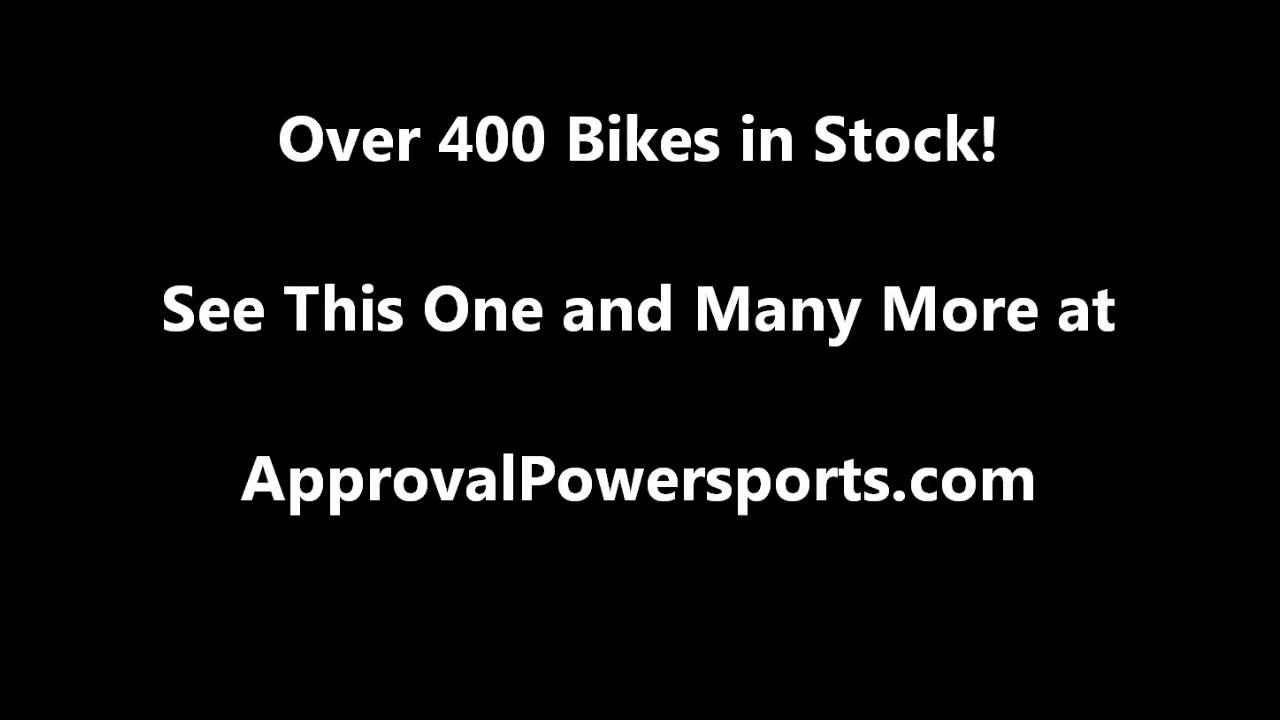 Over 400 Bikes in Stock!
See This One and Many More at
ApprovalPowersports.com